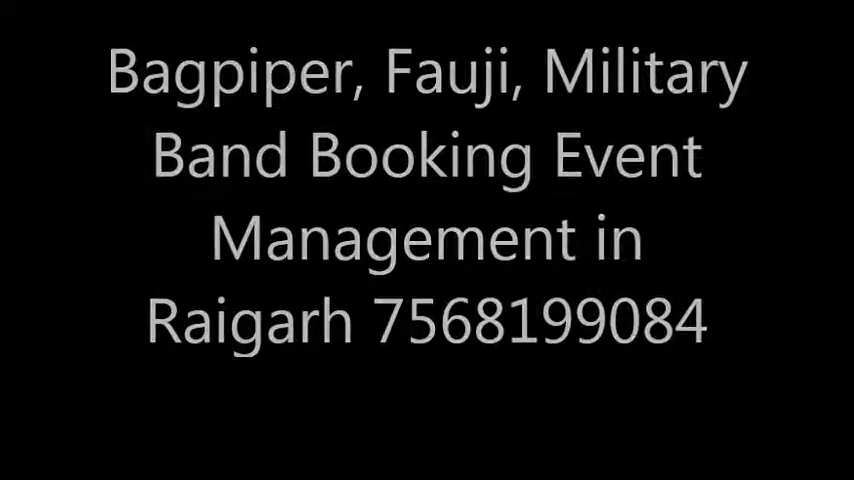 Bagpiper, Fauji, Military
Band Booking Event
Management in
Raigarh 7568199084